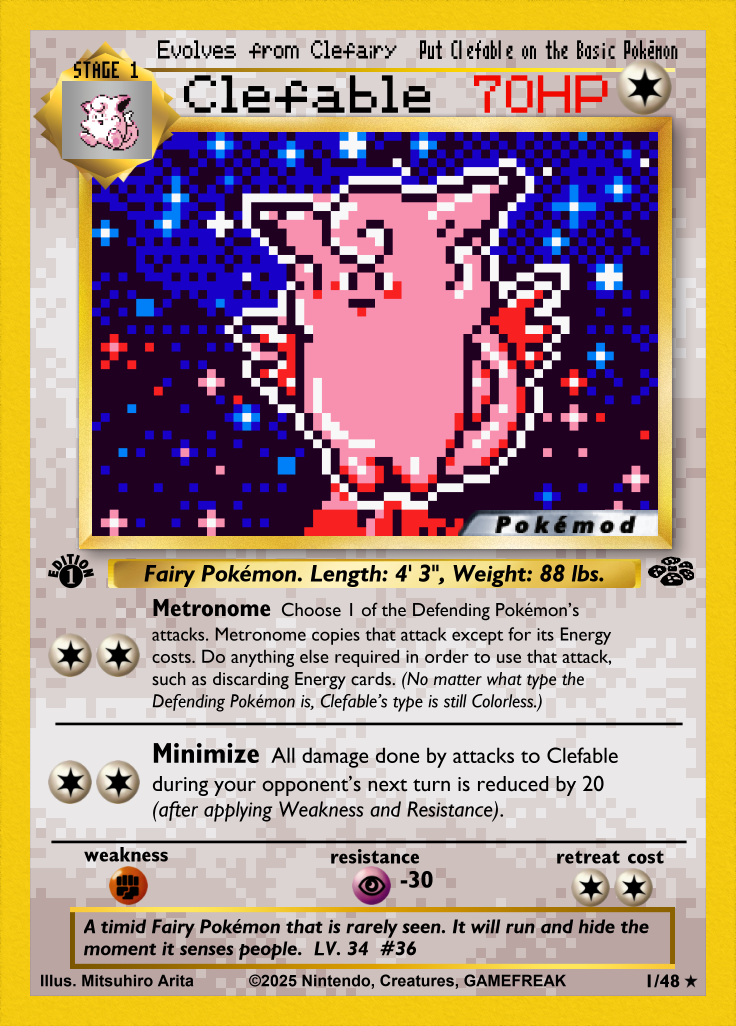 Evolves from Clefairy Put Clefable on the Basic Pokémon
STAGE 1
Clefable 70HP
Pokémod
EDITION 1
Fairy Pokémon. Length: 4' 3", Weight: 88 lbs.
Metronome Choose 1 of the Defending Pokémon's
attacks. Metronome copies that attack except for its Energy
costs. Do anything else required in order to use that attack,
such as discarding Energy cards. (No matter what type the
Defending Pokémon is, Clefable's type is still Colorless.)
Minimize All damage done by attacks to Clefable
during your opponent's next turn is reduced by 20
(after applying Weakness and Resistance).
weakness resistance retreat cost
-30
A timid Fairy Pokémon that is rarely seen. It will run and hide the
moment it senses people. LV. 34 #36
Illus. Mitsuhiro Arita ©2025 Nintendo, Creatures, GAMEFREAK 1/48 ★